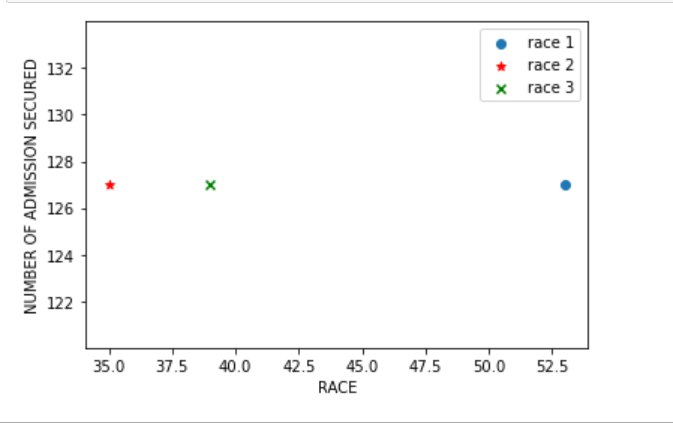 race 1
race 2
race 3
NUMBER OF ADMISSION SECURED
132
130
128
126
124
122
35.0 37.5 40.0 42.5 45.0 47.5 50.0 52.5
RACE